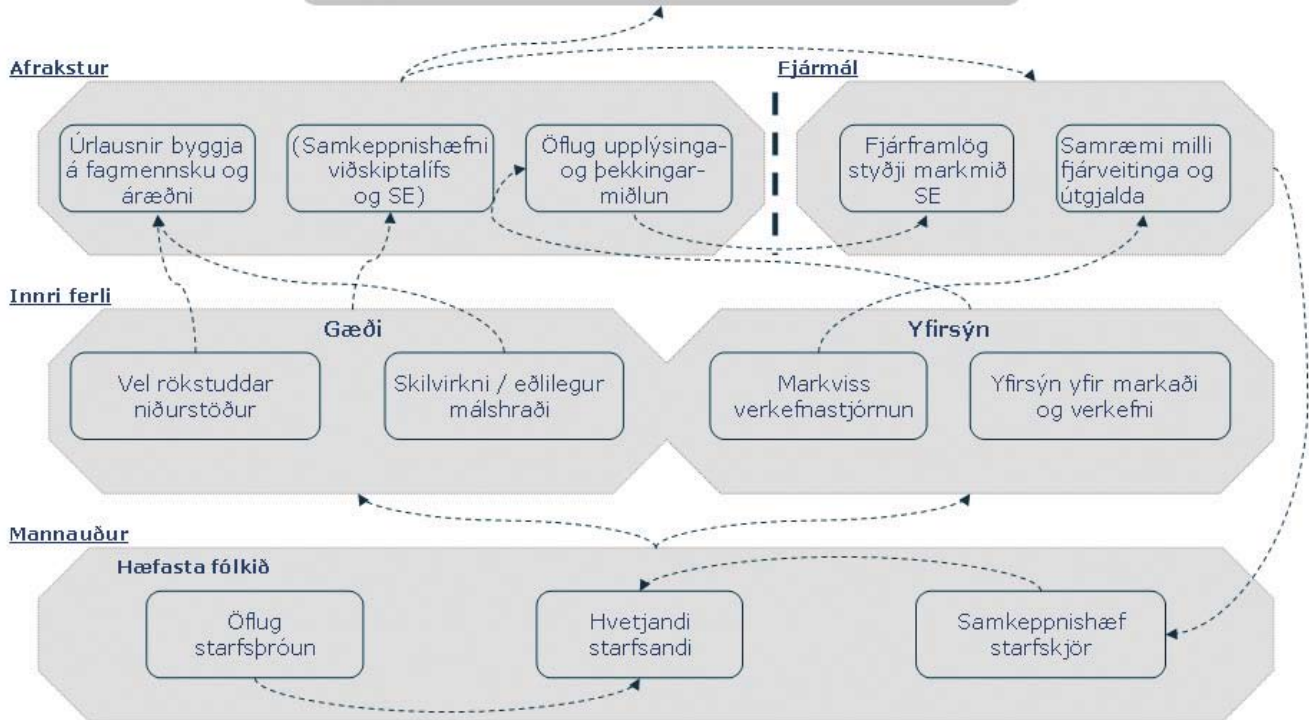 Afrakstur
Fjármál
Úrlausnir byggja
á fagmennsku og
áræðni
(Samkeppnishæfni
viðskiptalífs
og SE)
Öflug upplýsinga-
og þekkingar-
miðlun
Fjárframlög
styðji markmið
SE
Samræmi milli
fjárveitinga og
útgjalda
Innri ferli
Gæði
Vel rökstuddar
niðurstöður
Skilvirkni / eðlilegur
málshraði
Yfirsýn
Markviss
verkefnastjórnun
Yfirsýn yfir markaði
og verkefni
Mannauður
Hæfasta fólkið
Öflug
starfsþróun
Hvetjandi
starfsandi
Samkeppnishæf
starfskjör